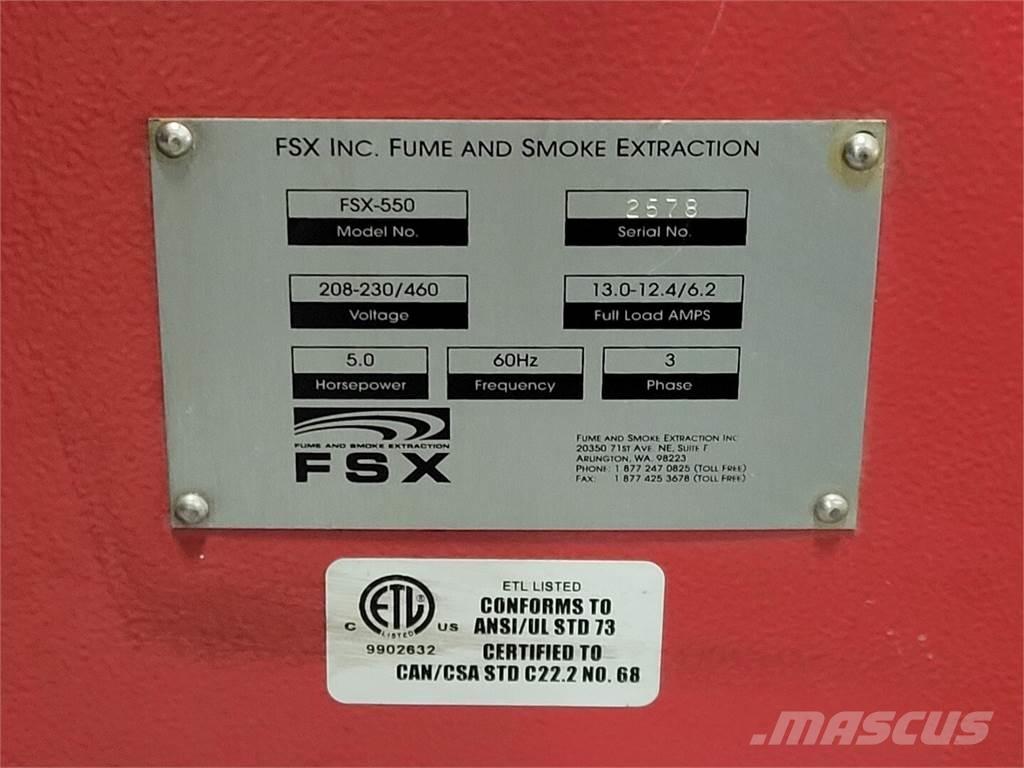 FSX INC. FUME AND SMOKE EXTRACTION
FSX-550
Model No.
2578
Serial No.
208-230/460
Voltage
13.0-12.4/6.2
Full Load AMPS
5.0
Horsepower
60Hz
Frequency
3
Phase
FUME AND SMOKE EXTRACTION
FSX
FUME AND SMOKE EXTRACTION INC
20350 71ST AVE. NE, SUITE F
ARLINGTON, WA. 98223
PHONE: 1 877 247 0825 (TOLL FREE)
FAX: 1 877 425 3678 (TOLL FREE)
ETL
LISTED
C US
9902632
ETL LISTED
CONFORMS TO
ANSI/UL STD 73
CERTIFIED TO
CAN/CSA STD C22.2 NO. 68
MASCUS